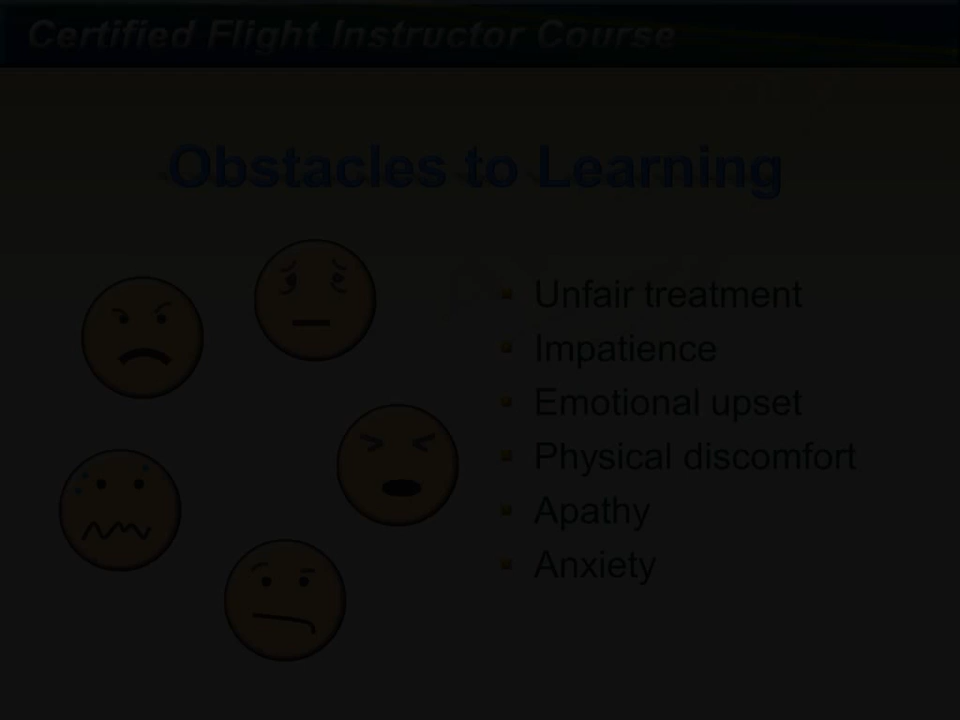 Certified Flight Instructor Course
Obstacles to Learning
Unfair treatment
Impatience
Emotional upset
Physical discomfort
Apathy
Anxiety